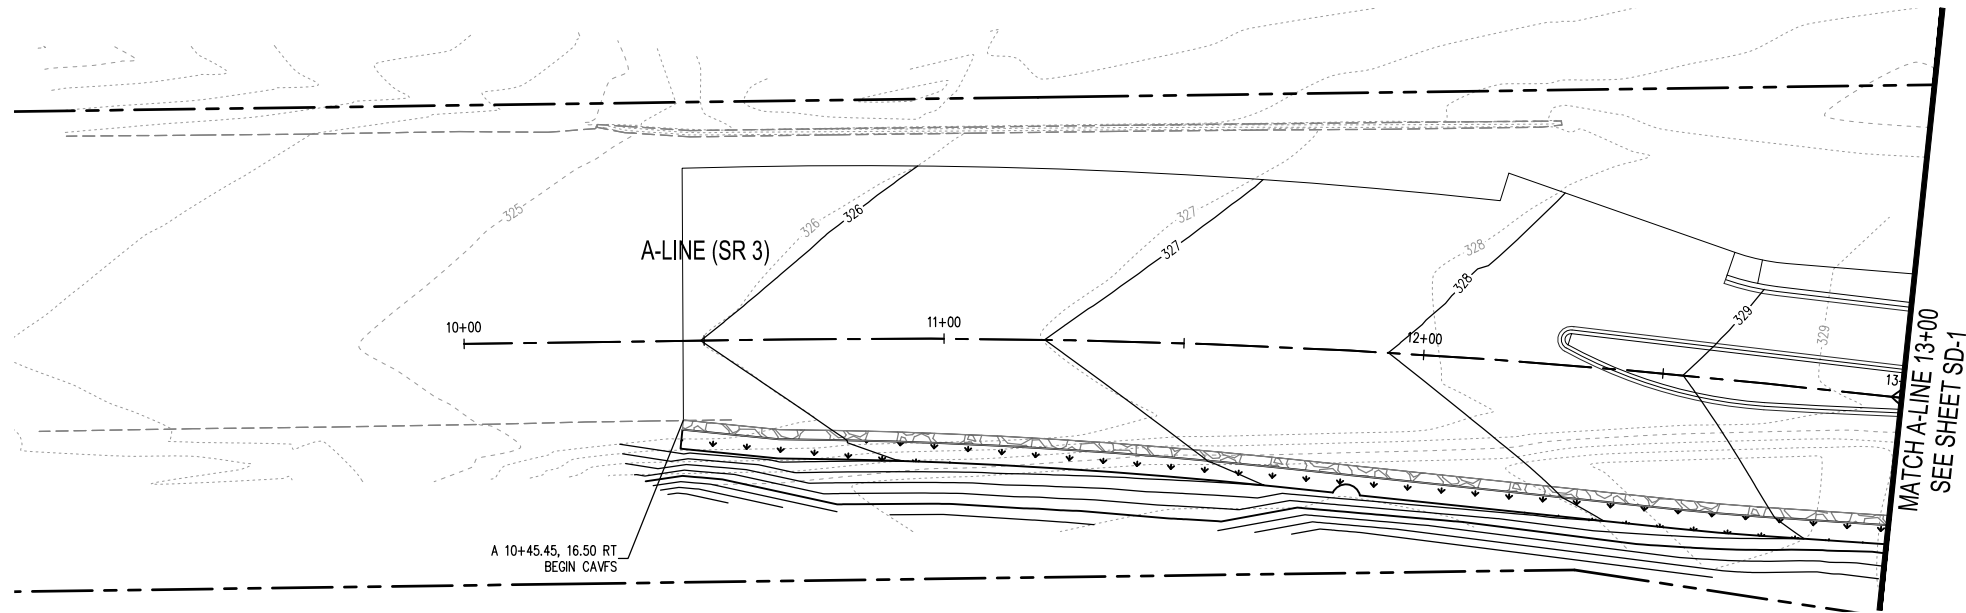 325
326
326
327
327
328
328
329
329
A-LINE (SR 3)
10+00
11+00
12+00
13
MATCH A-LINE 13+00
SEE SHEET SD-1
A 10+45.45, 16.50 RT
BEGIN CAVFS